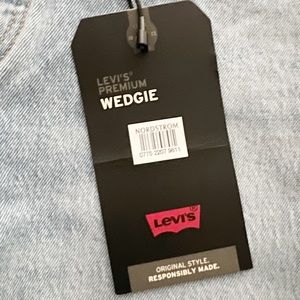 LEVI'S®
PREMIUM
WEDGIE
NORDSTROM
Levi's
ORIGINAL STYLE.
RESPONSIBLY MADE.